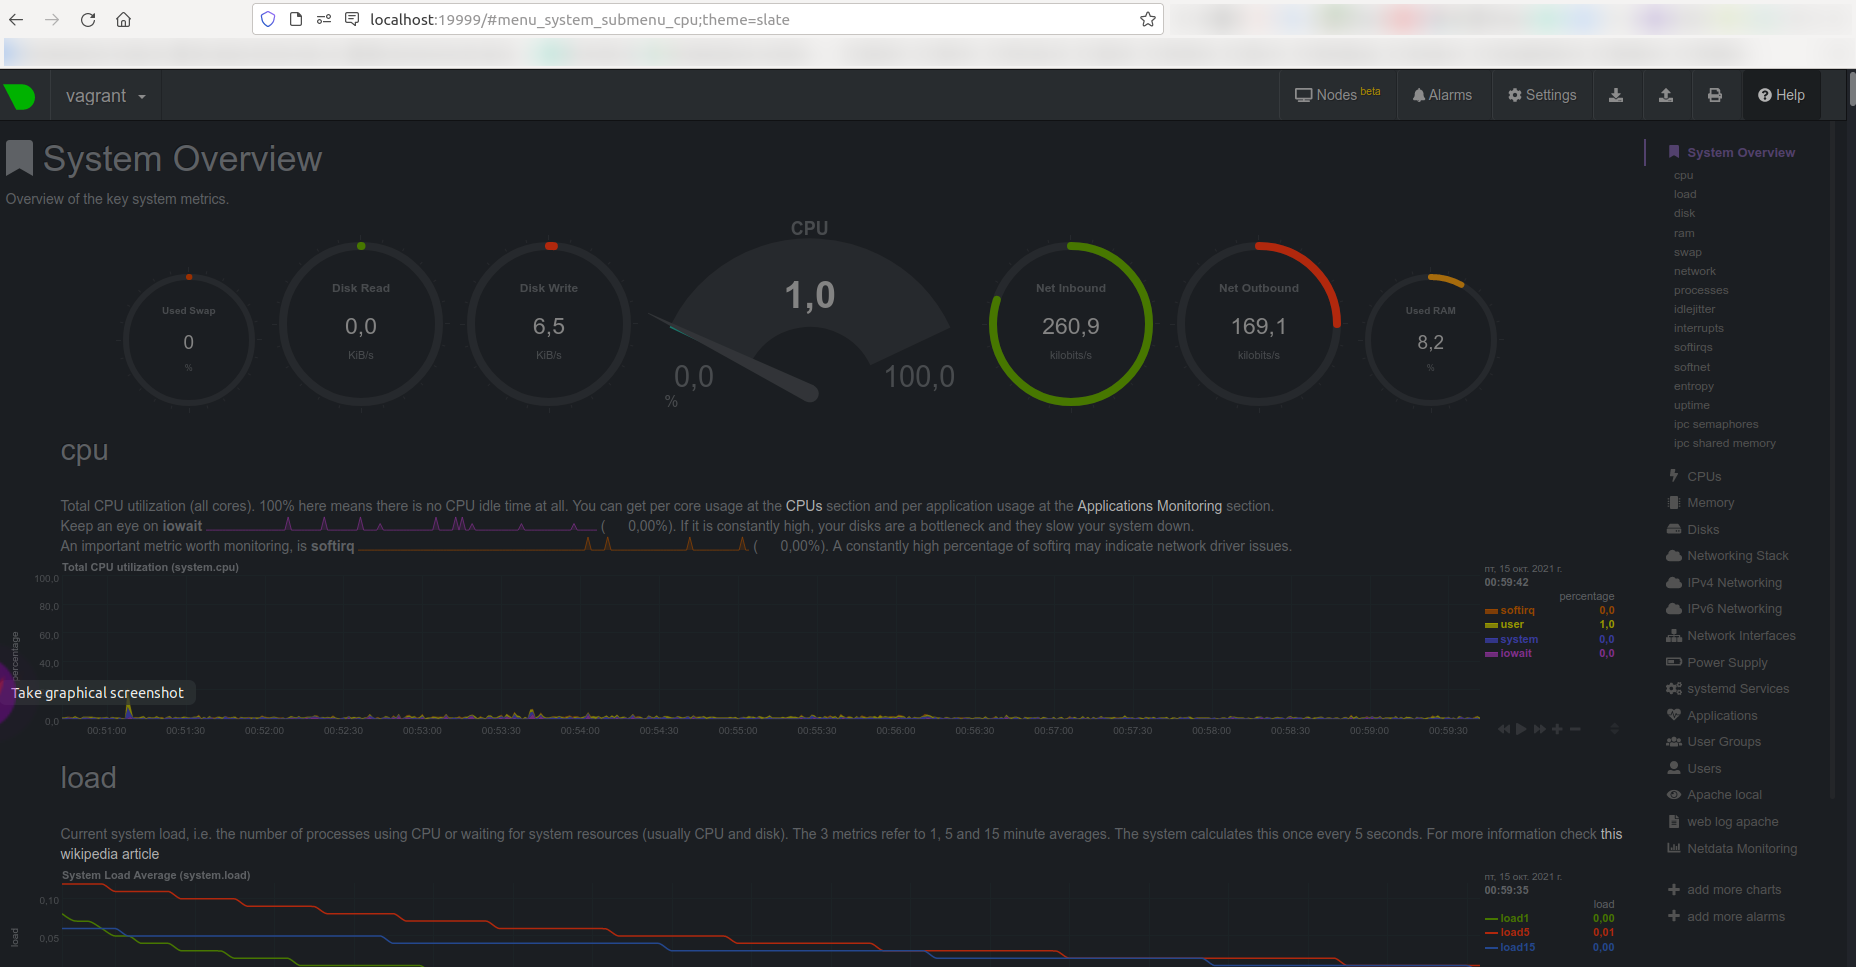 localhost:19999/#menu_system_submenu_cpu;theme=slate
vagrant
Nodes beta
Alarms
Settings
Help
System Overview
Overview of the key system metrics.
Used Swap
0
%
Disk Read
0,0
KiB/s
Disk Write
6,5
KiB/s
CPU
1,0
0,0
100,0
%
Net Inbound
260,9
kilobits/s
Net Outbound
169,1
kilobits/s
Used RAM
8,2
%
cpu
Total CPU utilization (all cores). 100% here means there is no CPU idle time at all. You can get per core usage at the CPUs section and per application usage at the Applications Monitoring section.
Keep an eye on iowait ( 0,00%). If it is constantly high, your disks are a bottleneck and they slow your system down.
An important metric worth monitoring, is softirq ( 0,00%). A constantly high percentage of softirq may indicate network driver issues.
Total CPU utilization (system.cpu)
100,0
80,0
60,0
40,0
0,0
percentage
Take graphical screenshot
00:51:00 00:51:30 00:52:00 00:52:30 00:53:00 00:53:30 00:54:00 00:54:30 00:55:00 00:55:30 00:56:00 00:56:30 00:57:00 00:57:30 00:58:00 00:58:30 00:59:00 00:59:30
пт, 15 окт. 2021 г.
00:59:42
percentage
softirq 0,0
user 1,0
system 0,0
iowait 0,0
load
Current system load, i.e. the number of processes using CPU or waiting for system resources (usually CPU and disk). The 3 metrics refer to 1, 5 and 15 minute averages. The system calculates this once every 5 seconds. For more information check this
wikipedia article
System Load Average (system.load)
0,10
0,05
load
пт, 15 окт. 2021 г.
00:59:35
load
load1 0,00
load5 0,01
load15 0,00
System Overview
cpu
load
disk
ram
swap
network
processes
idlejitter
interrupts
softirqs
softnet
entropy
uptime
ipc semaphores
ipc shared memory
CPUs
Memory
Disks
Networking Stack
IPv4 Networking
IPv6 Networking
Network Interfaces
Power Supply
systemd Services
Applications
User Groups
Users
Apache local
web log apache
Netdata Monitoring
add more charts
add more alarms